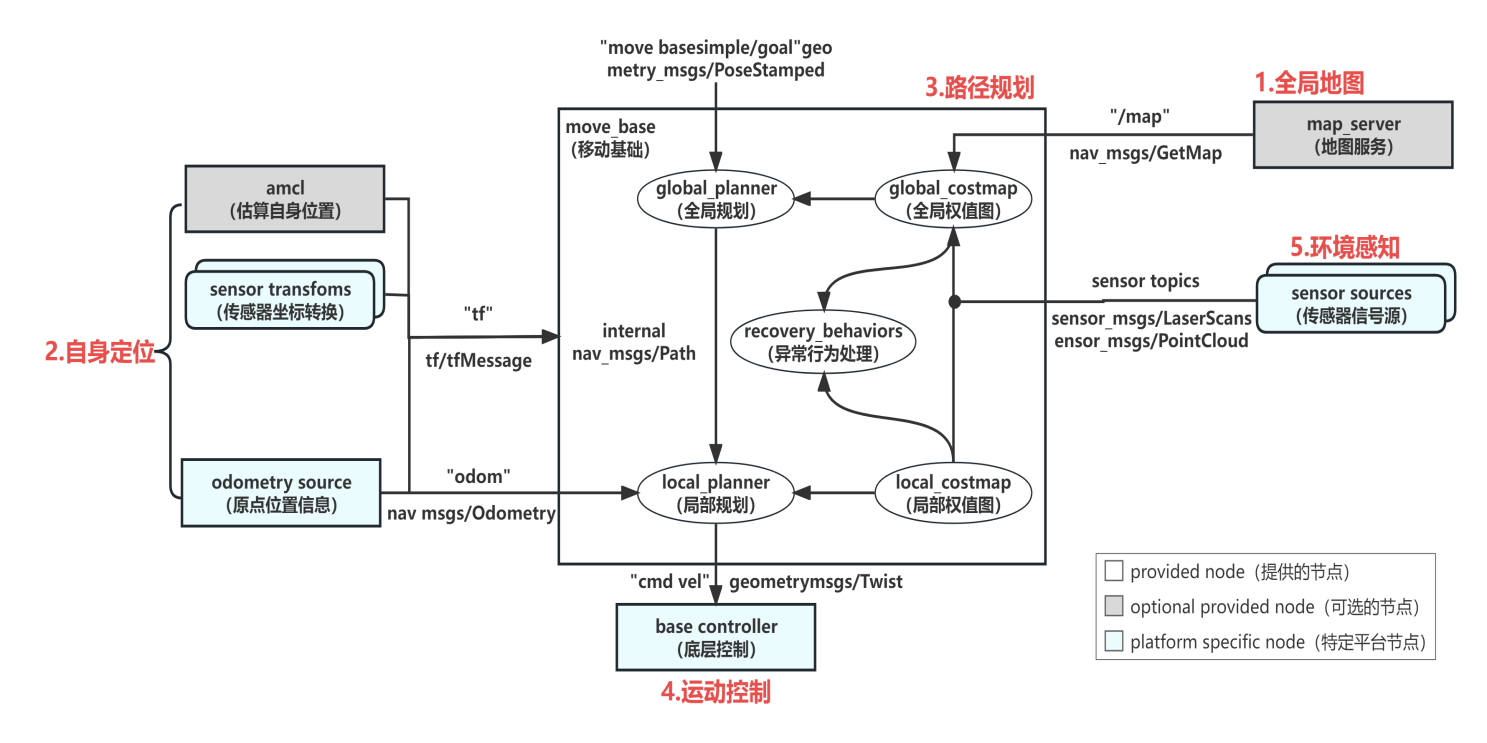 "move basesimple/goal"geo
metry_msgs/PoseStamped
3.路径规划
1.全局地图
move_base
（移动基础）
"/map"
nav_msgs/GetMap
map_server
（地图服务）
amcl
（估算自身位置）
global_planner
（全局规划）
global_costmap
（全局权值图）
5.环境感知
sensor transfoms
（传感器坐标转换）
sensor topics
sensor_msgs/LaserScans
ensor_msgs/PointCloud
sensor sources
（传感器信号源）
2.自身定位
"tf"
tf/tfMessage
internal
nav_msgs/Path
recovery_behaviors
（异常行为处理）
odometry source
（原点位置信息）
"odom"
nav msgs/Odometry
local_planner
（局部规划）
local_costmap
（局部权值图）
"cmd vel"
geometrymsgs/Twist
base controller
（底层控制）
4.运动控制
provided node（提供的节点）
optional provided node（可选的节点）
platform specific node（特定平台节点）